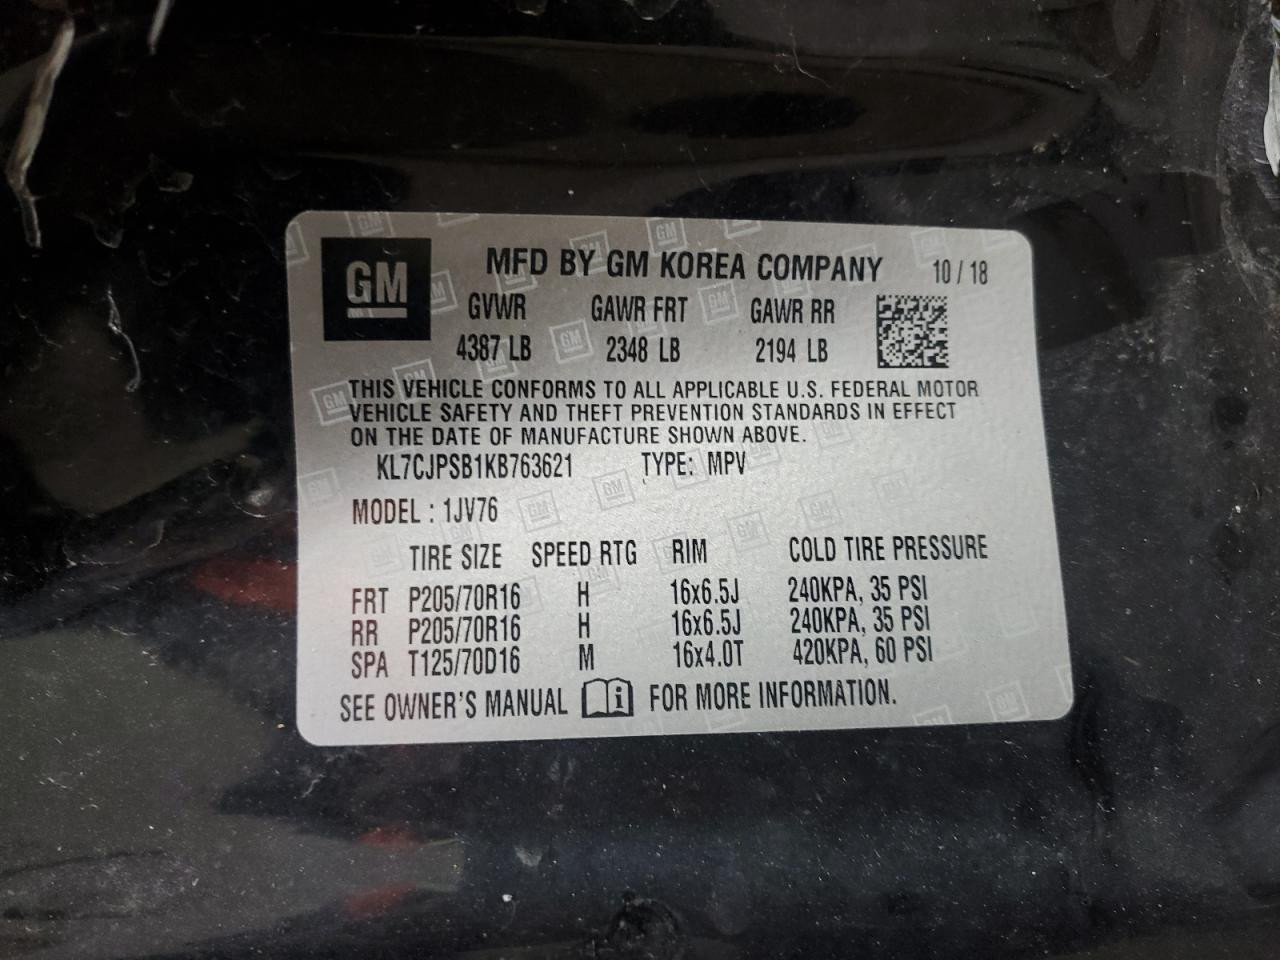 GM MFD BY GM KOREA COMPANY 10 / 18
GVWR GAWR FRT GAWR RR
4387 LB 2348 LB 2194 LB
THIS VEHICLE CONFORMS TO ALL APPLICABLE U.S. FEDERAL MOTOR
VEHICLE SAFETY AND THEFT PREVENTION STANDARDS IN EFFECT
ON THE DATE OF MANUFACTURE SHOWN ABOVE.
KL7CJPSB1KB763621 TYPE: MPV
MODEL : 1JV76
TIRE SIZE SPEED RTG RIM COLD TIRE PRESSURE
FRT P205/70R16 H 16x6.5J 240KPA, 35 PSI
RR P205/70R16 H 16x6.5J 240KPA, 35 PSI
SPA T125/70D16 M 16x4.0T 420KPA, 60 PSI
SEE OWNER'S MANUAL i FOR MORE INFORMATION.